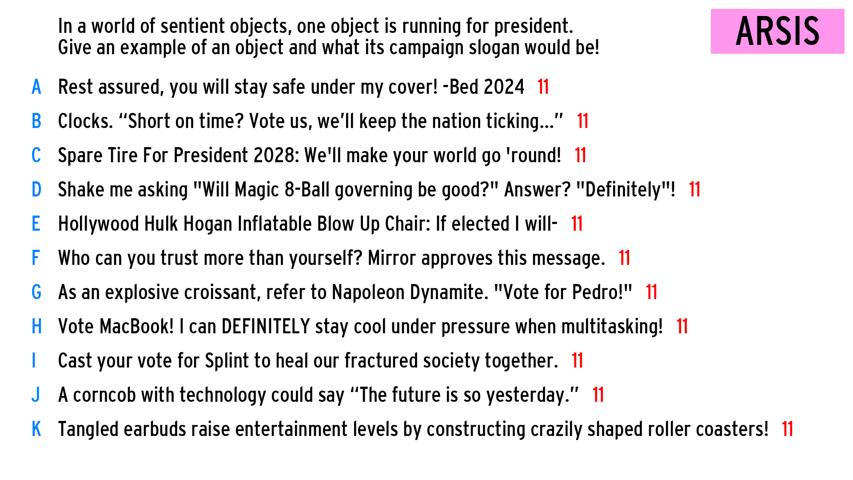 In a world of sentient objects, one object is running for president.
Give an example of an object and what its campaign slogan would be!
ARSIS
A Rest assured, you will stay safe under my cover! -Bed 2024 11
B Clocks. “Short on time? Vote us, we’ll keep the nation ticking...” 11
C Spare Tire For President 2028: We'll make your world go 'round! 11
D Shake me asking "Will Magic 8-Ball governing be good?" Answer? "Definitely"! 11
E Hollywood Hulk Hogan Inflatable Blow Up Chair: If elected I will- 11
F Who can you trust more than yourself? Mirror approves this message. 11
G As an explosive croissant, refer to Napoleon Dynamite. "Vote for Pedro!" 11
H Vote MacBook! I can DEFINITELY stay cool under pressure when multitasking! 11
I Cast your vote for Splint to heal our fractured society together. 11
J A corncob with technology could say “The future is so yesterday.” 11
K Tangled earbuds raise entertainment levels by constructing crazily shaped roller coasters! 11